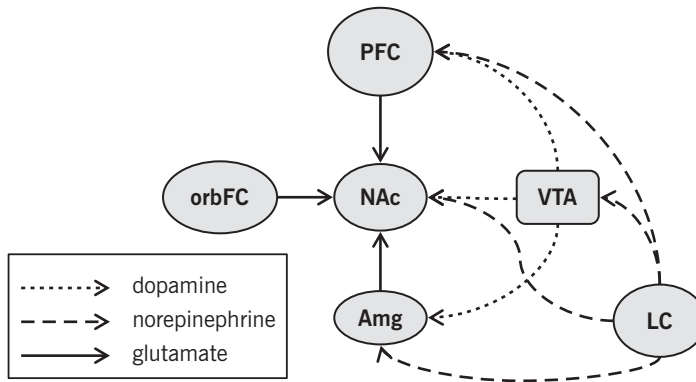 PFC
orbFC
NAc
VTA
dopamine
norepinephrine
glutamate
Amg
LC